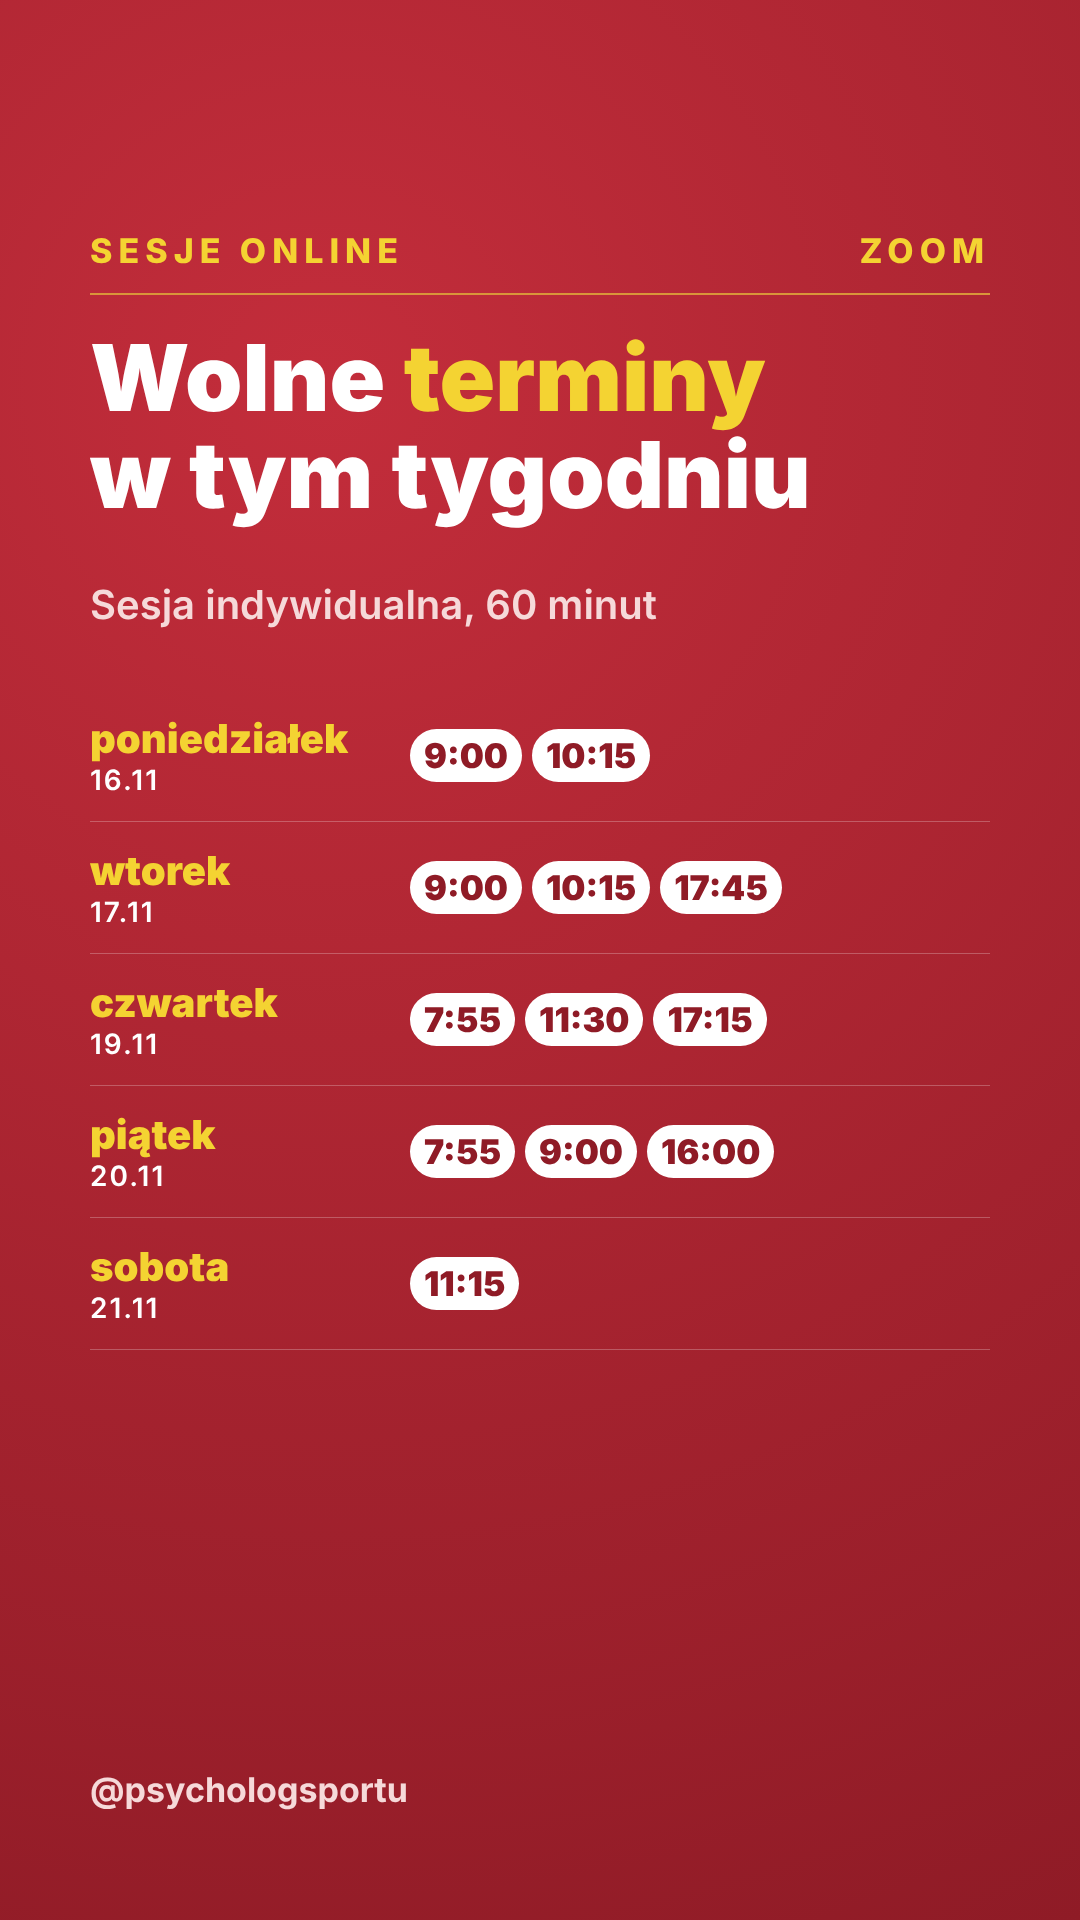 SESJE ONLINE ZOOM
Wolne terminy
w tym tygodniu
Sesja indywidualna, 60 minut
poniedziałek
16.11
9:00 10:15
wtorek
17.11
9:00 10:15 17:45
czwartek
19.11
7:55 11:30 17:15
piątek
20.11
7:55 9:00 16:00
sobota
21.11
11:15
@psychologsportu